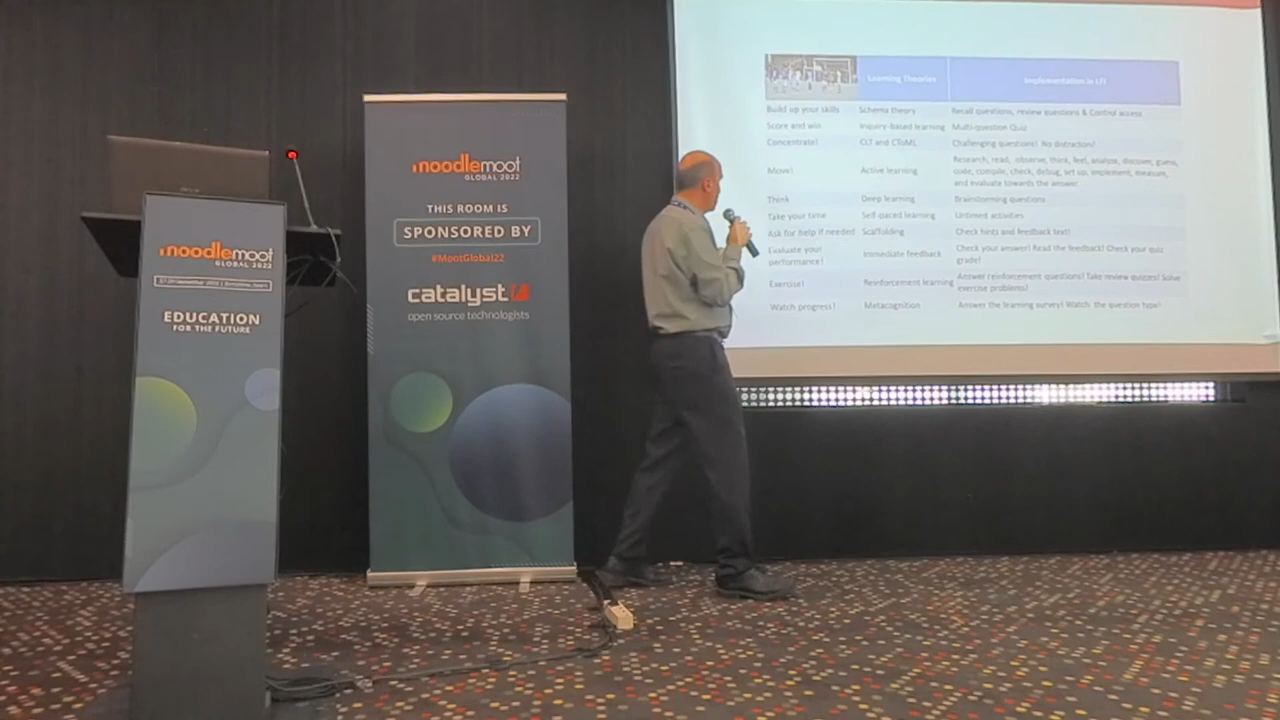 moodlemoot
GLOBAL 2022
EDUCATION
FOR THE FUTURE
moodlemoot
GLOBAL 2022
THIS ROOM IS
SPONSORED BY
#MootGlobal22
catalyst
open source technologists
Learning Theories Implementation in LFI
Build up your skills Schema theory Recall questions, review questions & Control access
Score and win Inquiry-based learning Multi-question Quiz
Concentrate! CLT and CToML Challenging questions! No distraction!
Research, read, observe, think, feel, analyze, discover, guess,
Move! Active learning code, compile, check, debug, set up, implement, measure,
and evaluate towards the answer
Think Deep learning Brainstorming questions
Take your time Self-paced learning Untimed activities
Ask for help if needed Scaffolding Check hints and feedback text!
Evaluate your performance! Immediate feedback Check your answer! Read the feedback! Check your quiz
grade!
Exercise! Reinforcement learning Answer reinforcement questions! Take review quizzes! Solve
exercise problems!
Watch progress! Metacognition Answer the learning survey! Watch the question type!